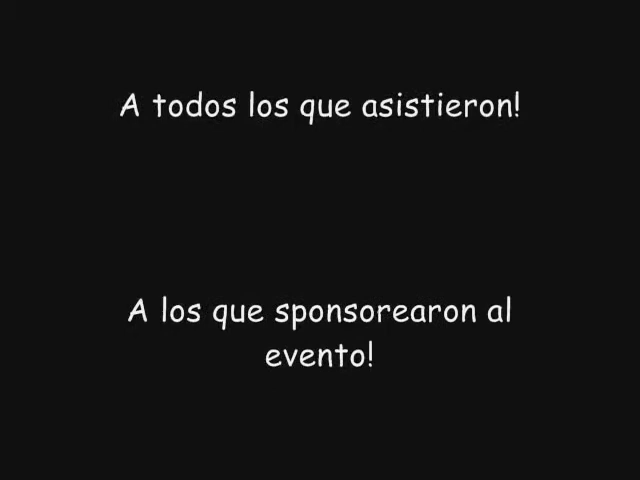 A todos los que asistieron!
A los que sponsorearon al
evento!